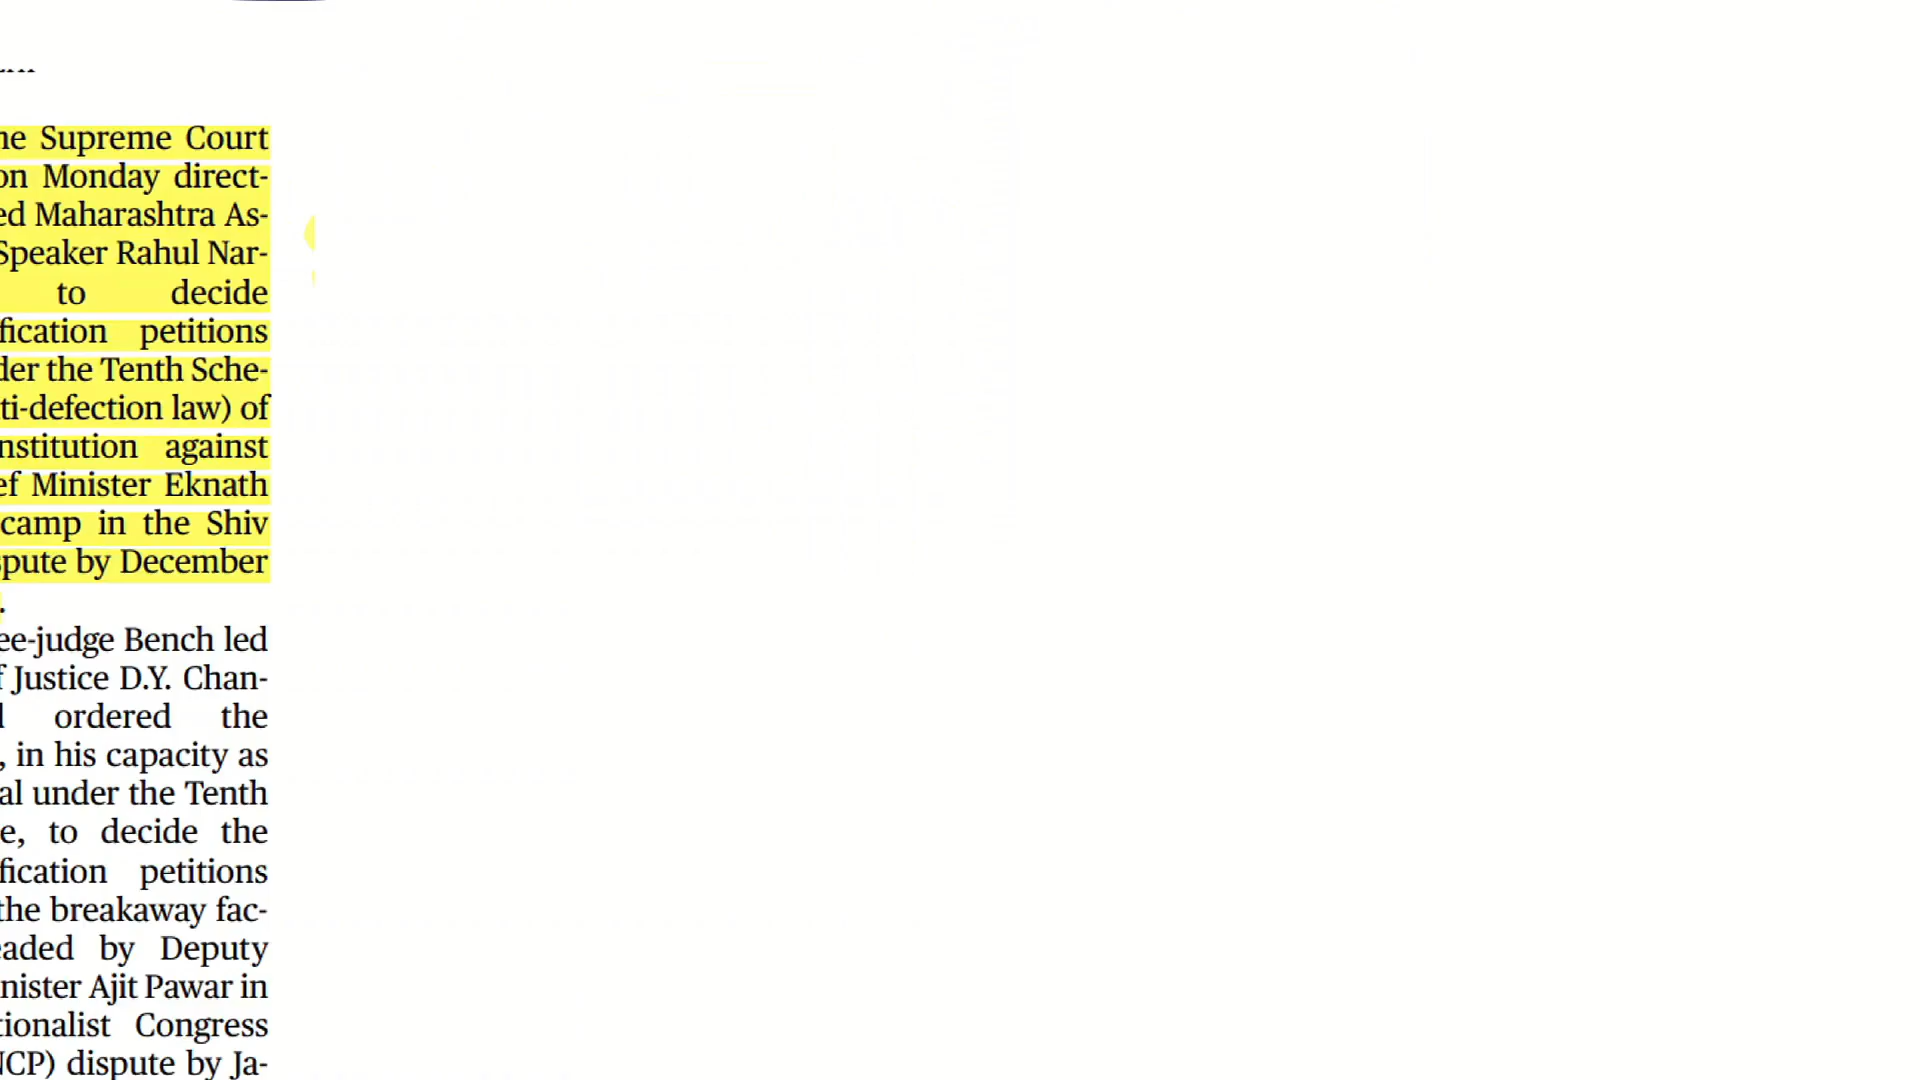 he Supreme Court
on Monday direct-
ed Maharashtra As-
Speaker Rahul Nar-
to decide
fication petitions
der the Tenth Sche-
ti-defection law) of
nstitution against
ef Minister Eknath
camp in the Shiv
spute by December
.
ee-judge Bench led
f Justice D.Y. Chan-
d ordered the
, in his capacity as
al under the Tenth
e, to decide the
fication petitions
the breakaway fac-
eaded by Deputy
nister Ajit Pawar in
tionalist Congress
NCP) dispute by Ja-